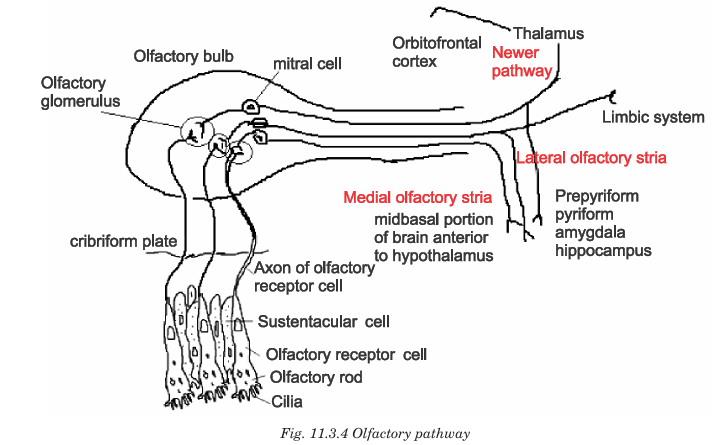 Thalamus
Orbitofrontal
cortex
Newer
pathway
Olfactory bulb
mitral cell
Olfactory
glomerulus
Limbic system
Lateral olfactory stria
Medial olfactory stria
midbasal portion
of brain anterior
to hypothalamus
Prepyriform
pyriform
amygdala
hippocampus
cribriform plate
Axon of olfactory
receptor cell
Sustentacular cell
Olfactory receptor cell
Olfactory rod
Cilia
Fig. 11.3.4 Olfactory pathway